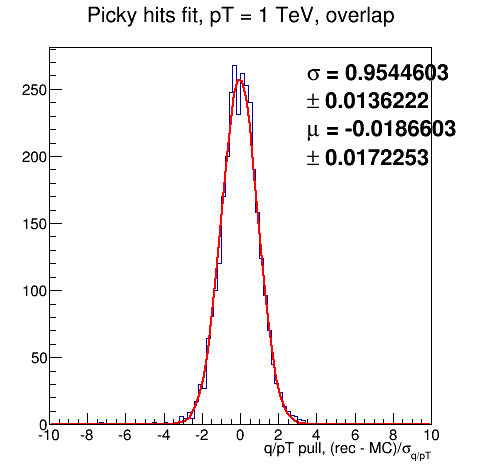 Picky hits fit, pT = 1 TeV, overlap
σ = 0.9544603
± 0.0136222
μ = -0.0186603
± 0.0172253
250
200
150
100
50
0
-10 -8 -6 -4 -2 0 2 4 6 8 10
q/pT pull, (rec - MC)/σq/pT